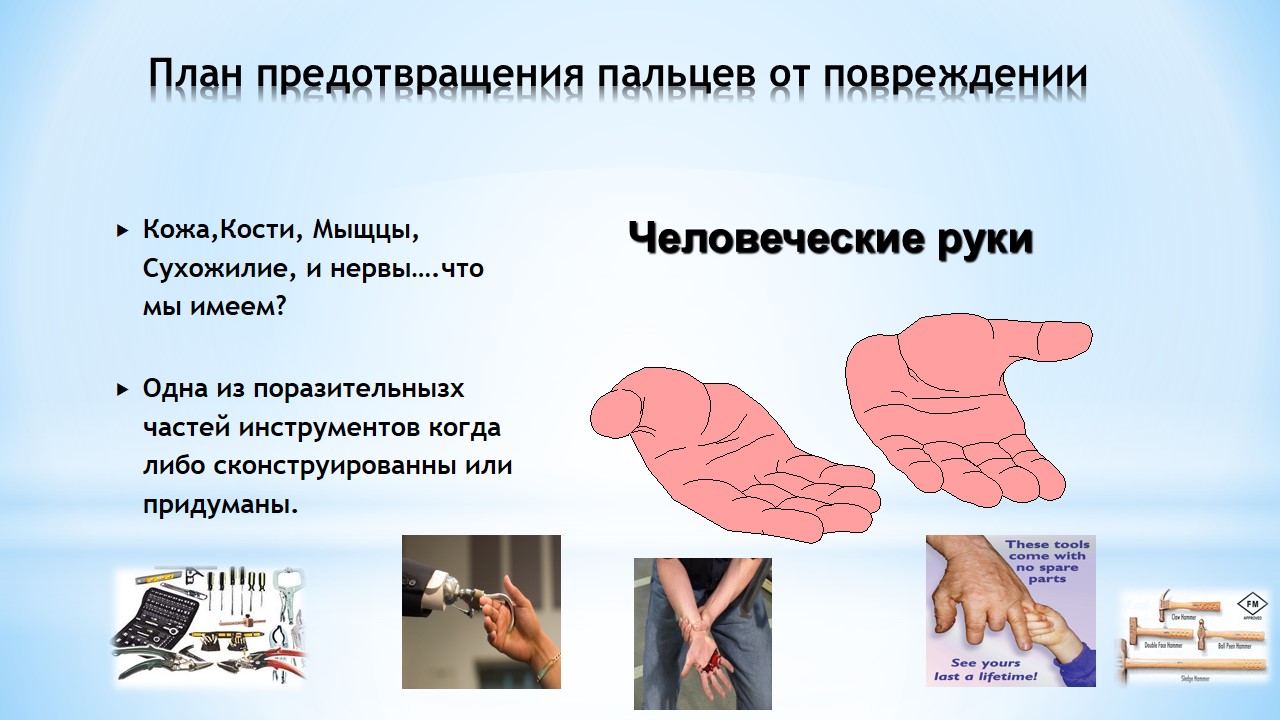 План предотвращения пальцев от повреждении
Кожа,Кости, Мыщцы,
Сухожилие, и нервы….что
мы имеем?
Одна из поразительнызх
частей инструментов когда
либо сконструированны или
придуманы.
Человеческие руки
These tools
come with
no spare
parts
See yours
last a lifetime!
Claw Hammer
FM
APPROVED
Double Face Hammer
Ball Peen Hammer
Sledge Hammer